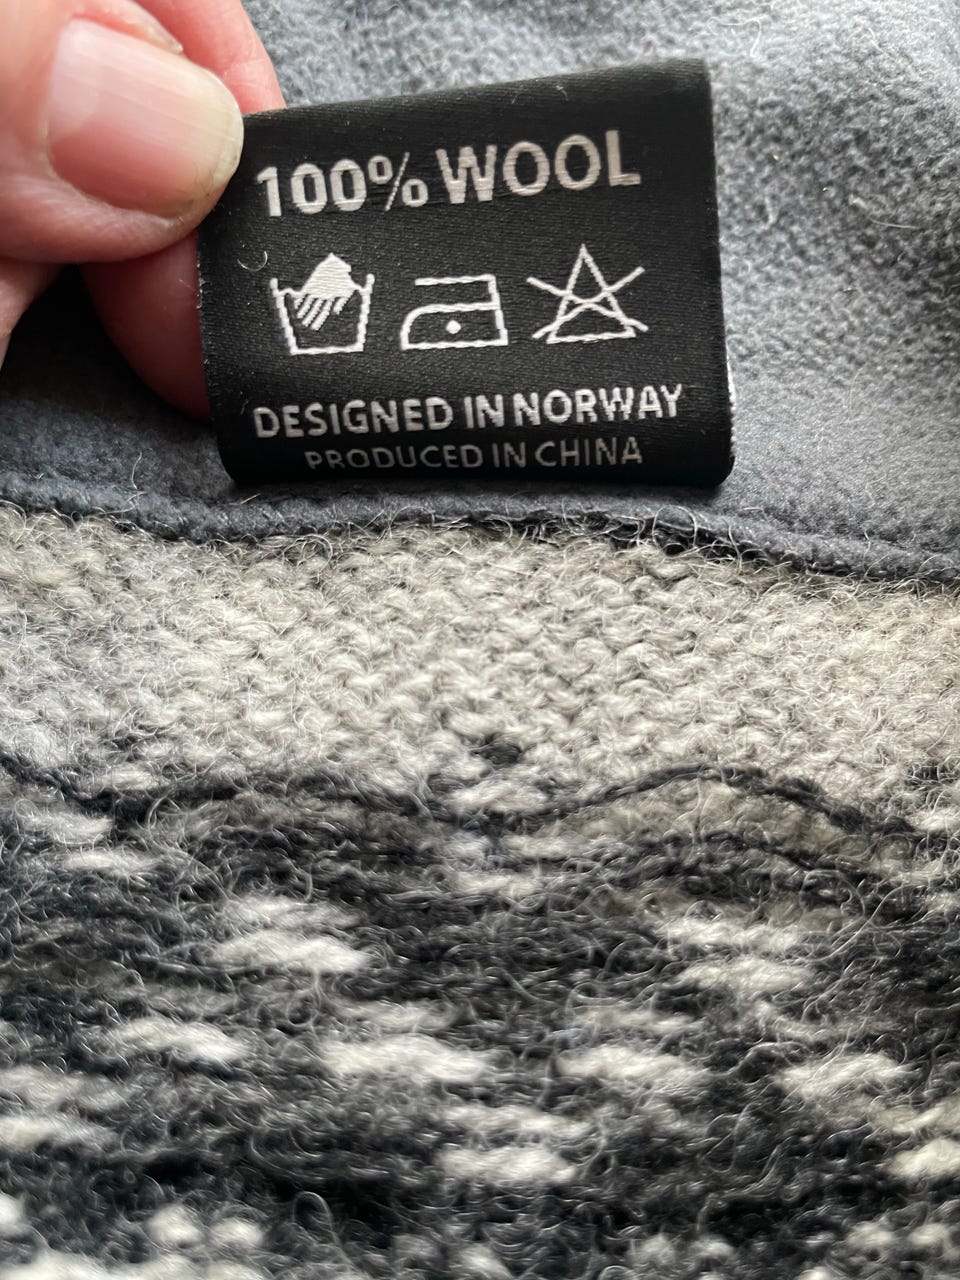 100% WOOL
DESIGNED IN NORWAY
PRODUCED IN CHINA